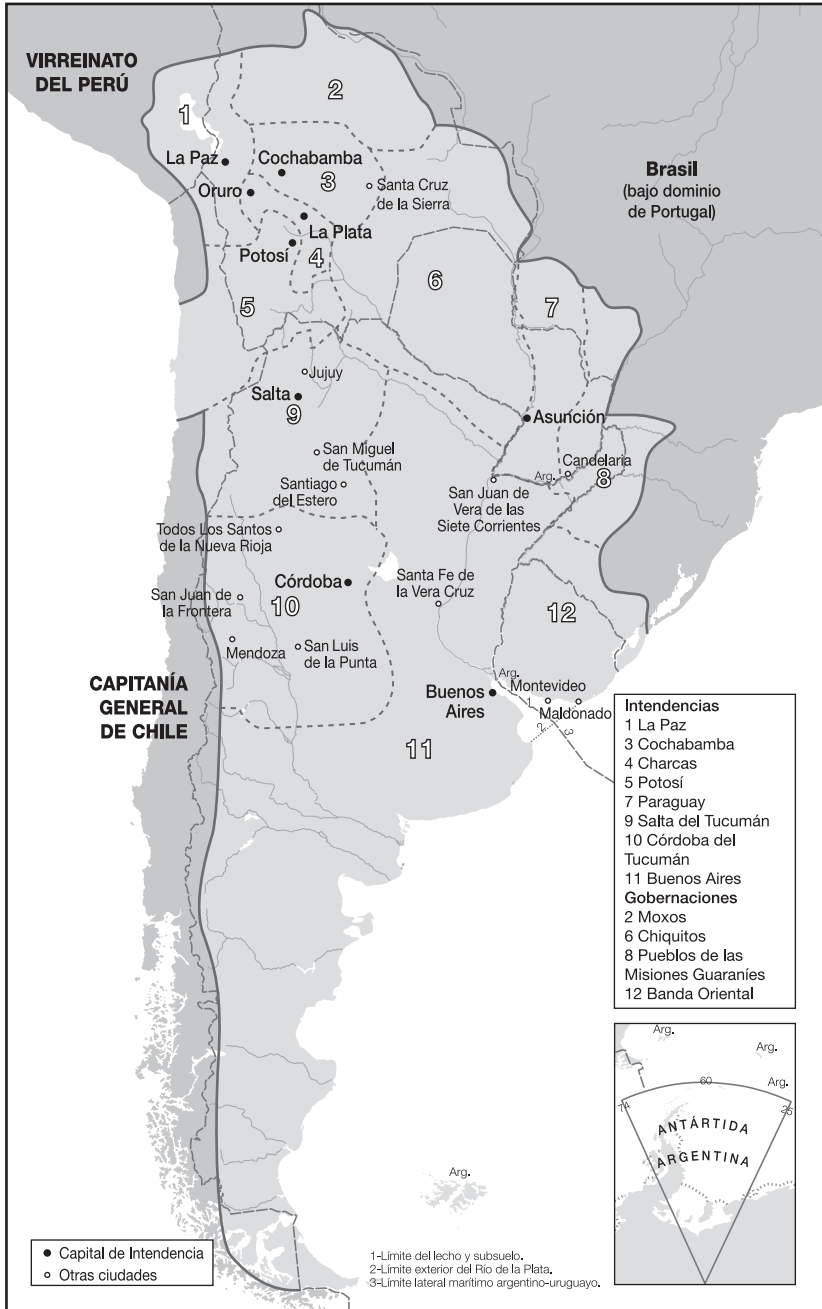 VIRREINATO
DEL PERÚ
2
1
La Paz
Cochabamba
3
Oruro
Santa Cruz
de la Sierra
Brasil
(bajo dominio
de Portugal)
La Plata
Potosí
4
5
6
7
Jujuy
Salta
9
Asunción
San Miguel
de Tucumán
Candelaria
Arg.
8
Santiago
del Estero
San Juan de
Vera de las
Siete Corrientes
Todos Los Santos
de la Nueva Rioja
Córdoba
10
San Juan de
la Frontera
Santa Fe de
la Vera Cruz
12
Mendoza
San Luis
de la Punta
CAPITANÍA
GENERAL
DE CHILE
Arg.
Buenos
Aires
Montevideo
Maldonado
1
2
3
11
Intendencias
1 La Paz
3 Cochabamba
4 Charcas
5 Potosí
7 Paraguay
9 Salta del Tucumán
10 Córdoba del
Tucumán
11 Buenos Aires
Gobernaciones
2 Moxos
6 Chiquitos
8 Pueblos de las
Misiones Guaraníes
12 Banda Oriental
Arg.
Arg.
Arg.
60
74
25
ANTÁRTIDA
ARGENTINA
Arg.
Capital de Intendencia
Otras ciudades
1-Límite del lecho y subsuelo.
2-Límite exterior del Río de la Plata.
3-Límite lateral marítimo argentino-uruguayo.